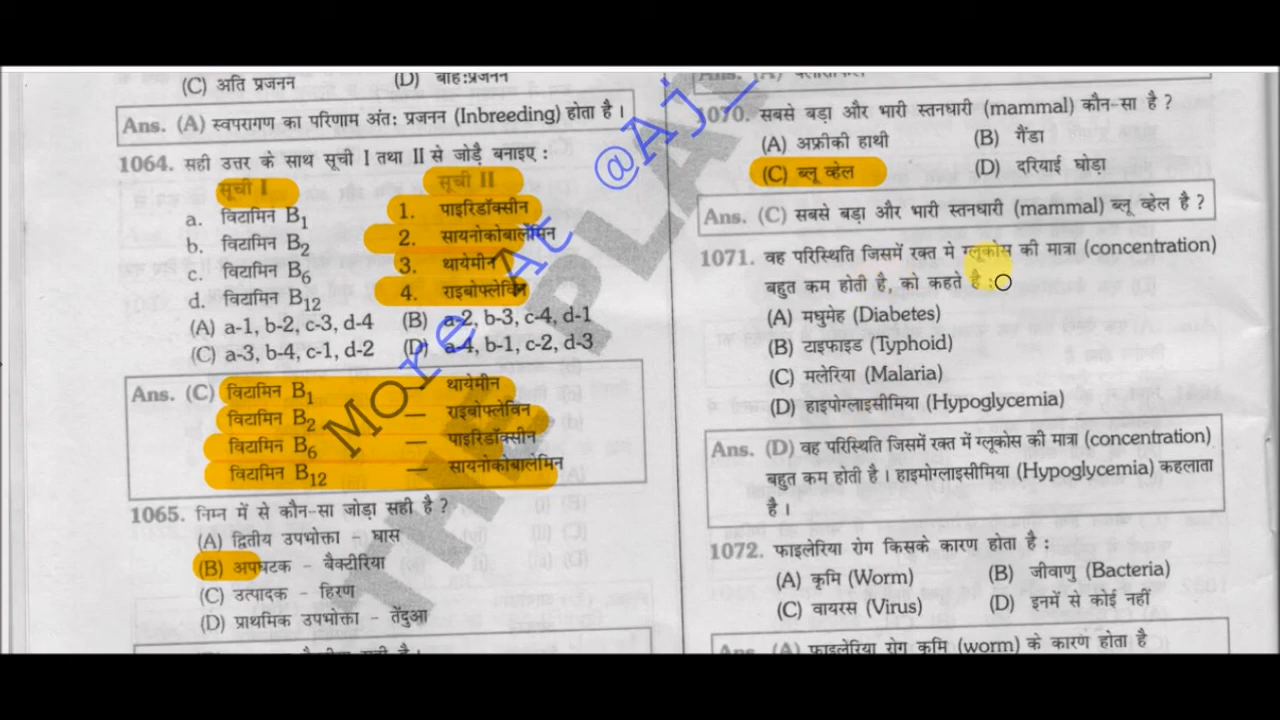 (C) अति प्रजनन (D) बाह:प्रजनन
Ans. (A) स्वपरागण का परिणाम अंत: प्रजनन (Inbreeding) होता है ।
1064. सही उत्तर के साथ सूची I तथा II से जोड़ै बनाइए :
सूची I सूची II
a. विटामिन B1 1. पाइरिडॉक्सीन
b. विटामिन B2 2. सायनोकोबालेमिन
c. विटामिन B6 3. थायेमीन
d. विटामिन B12 4. राइबोफ्लेविन
(A) a-1, b-2, c-3, d-4 (B) a-2, b-3, c-4, d-1
(C) a-3, b-4, c-1, d-2 (D) a-4, b-1, c-2, d-3
Ans. (C) विटामिन B1 — थायेमीन
विटामिन B2 — राइबोफ्लेविन
विटामिन B6 — पाइरिडॉक्सीन
विटामिन B12 — सायनोकोबालेमिन
1065. निम्न में से कौन-सा जोड़ा सही है ?
(A) द्वितीय उपभोक्ता - घास
(B) अपघटक - बैक्टीरिया
(C) उत्पादक - हिरण
(D) प्राथमिक उपभोक्ता - तेंदुआ
1070. सबसे बड़ा और भारी स्तनधारी (mammal) कौन-सा है ?
(A) अफ्रीकी हाथी (B) गैंडा
(C) ब्लू व्हेल (D) दरियाई घोड़ा
Ans. (C) सबसे बड़ा और भारी स्तनधारी (mammal) ब्लू व्हेल है ?
1071. वह परिस्थिति जिसमें रक्त मे ग्लूकोस की मात्रा (concentration)
बहुत कम होती है, को कहते है :
(A) मधुमेह (Diabetes)
(B) टाइफाइड (Typhoid)
(C) मलेरिया (Malaria)
(D) हाइपोग्लाइसीमिया (Hypoglycemia)
Ans. (D) वह परिस्थिति जिसमें रक्त में ग्लूकोस की मात्रा (concentration)
बहुत कम होती है । हाइमोग्लाइसीमिया (Hypoglycemia) कहलाता
है ।
1072. फाइलेरिया रोग किसके कारण होता है :
(A) कृमि (Worm) (B) जीवाणु (Bacteria)
(C) वायरस (Virus) (D) इनमें से कोई नहीं
Ans. (A) फाइलेरिया रोग कृमि (worm) के कारण होता है
More At @Aj_